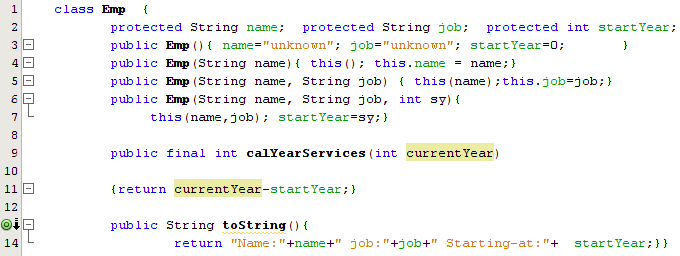 1 class Emp {
2 protected String name; protected String job; protected int startYear;
3 public Emp(){ name="unknown"; job="unknown"; startYear=0; }
4 public Emp(String name){ this(); this.name = name;}
5 public Emp(String name, String job) { this(name);this.job=job;}
6 public Emp(String name, String job, int sy){
7 this(name,job); startYear=sy;}
8
9 public final int calYearServices(int currentYear)
10
11 {return currentYear-startYear;}
12
public String toString(){
14 return "Name:"+name+" job:"+job+" Starting-at:"+ startYear;}}